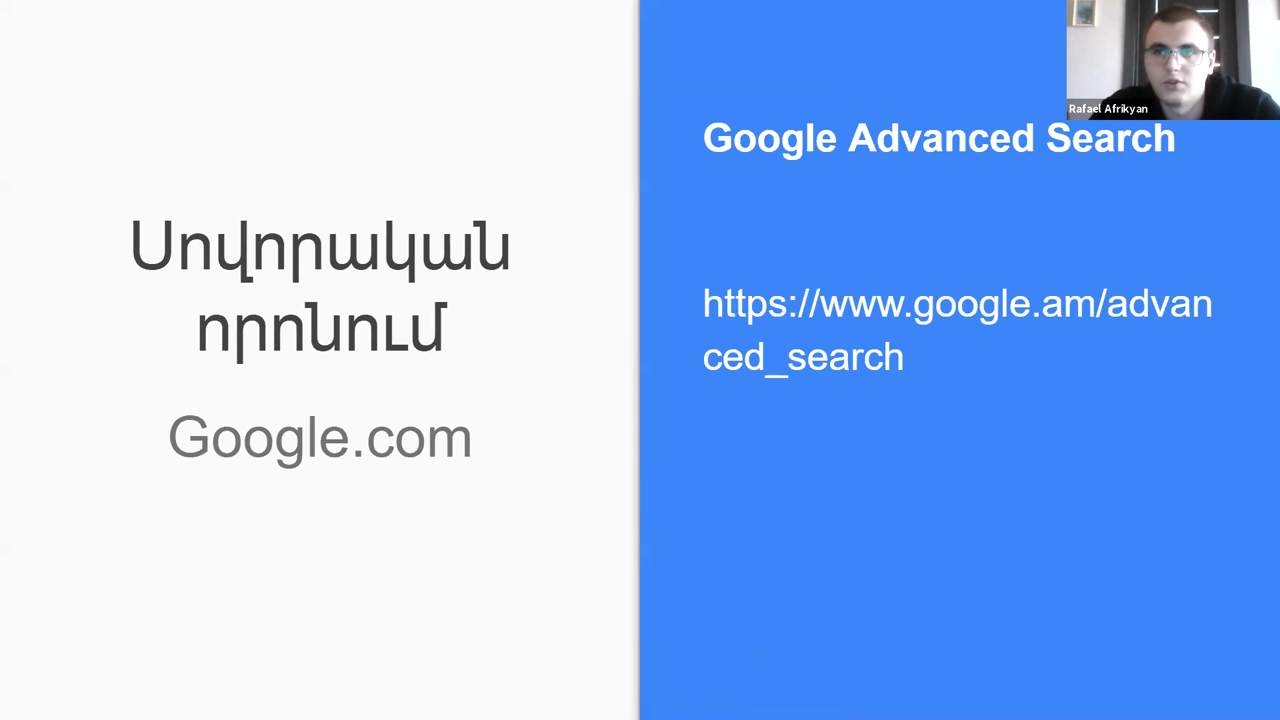 Սովորական
որոնում
Google.com
Rafael Afrikyan
Google Advanced Search
https://www.google.am/advan
ced_search